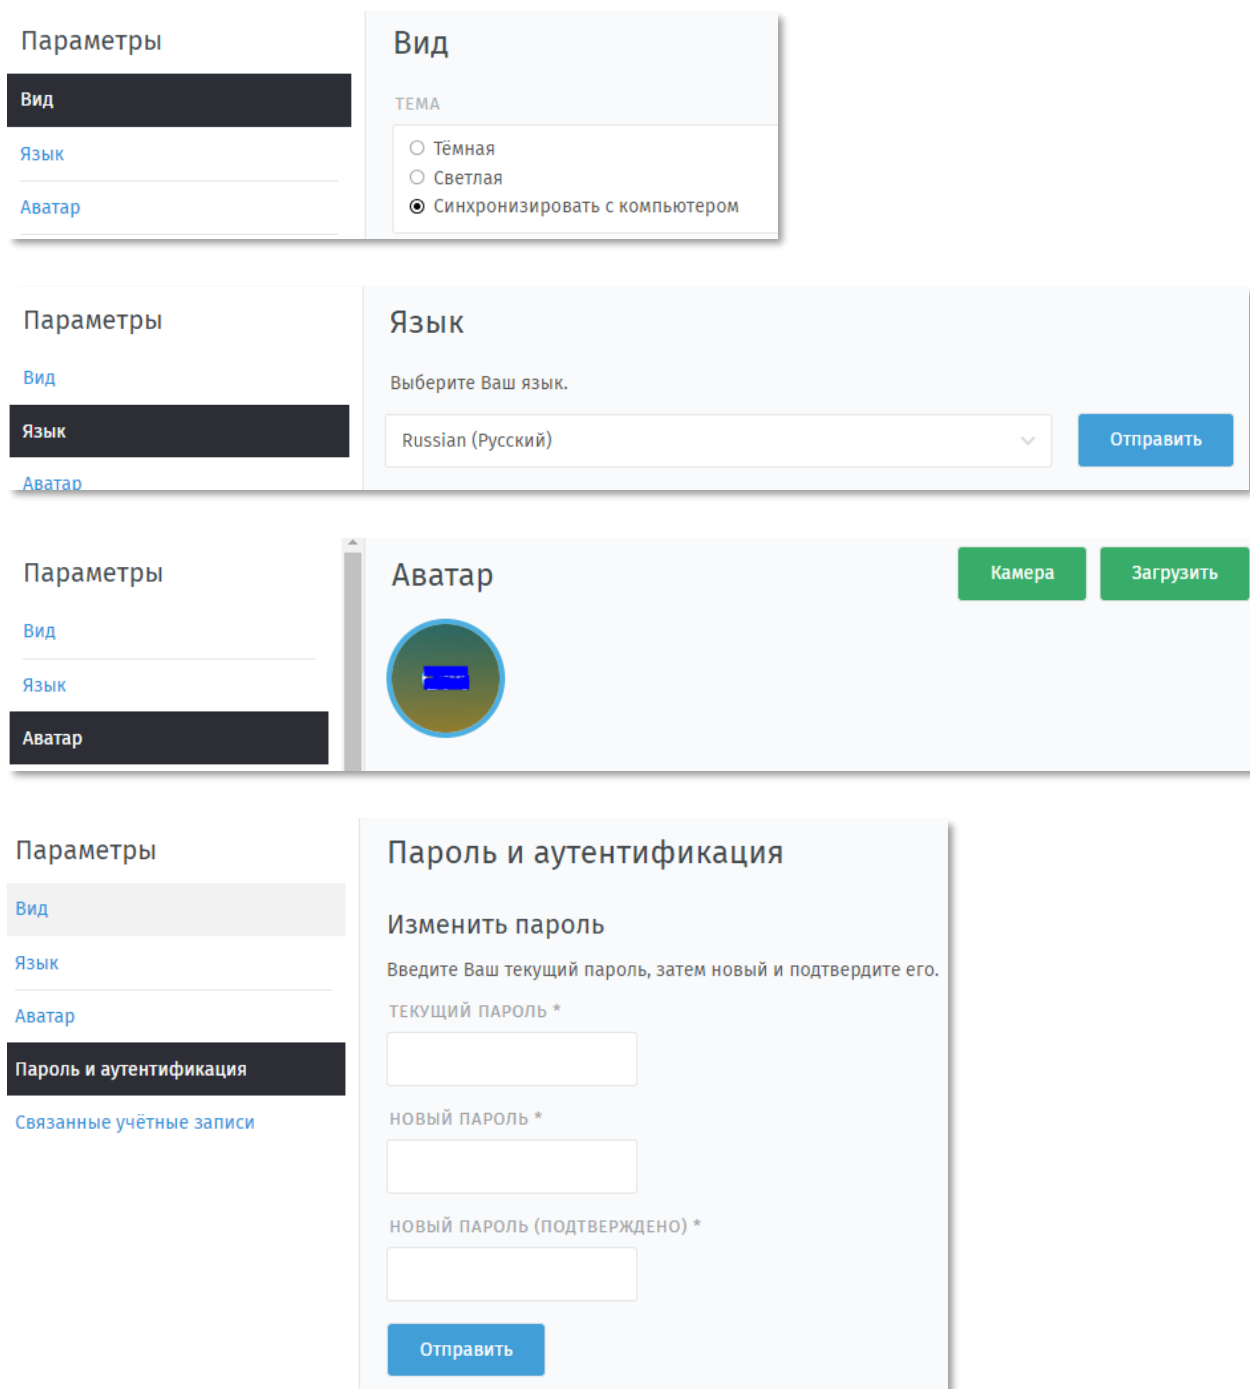 Параметры
Вид
Язык
Аватар
Вид
ТЕМА
Тёмная
Светлая
Синхронизировать с компьютером
Параметры
Вид
Язык
Аватар
Язык
Выберите Ваш язык.
Russian (Русский)
Отправить
Параметры
Вид
Язык
Аватар
Аватар
Камера
Загрузить
Параметры
Вид
Язык
Аватар
Пароль и аутентификация
Связанные учётные записи
Пароль и аутентификация
Изменить пароль
Введите Ваш текущий пароль, затем новый и подтвердите его.
ТЕКУЩИЙ ПАРОЛЬ *
НОВЫЙ ПАРОЛЬ *
НОВЫЙ ПАРОЛЬ (ПОДТВЕРЖДЕНО) *
Отправить